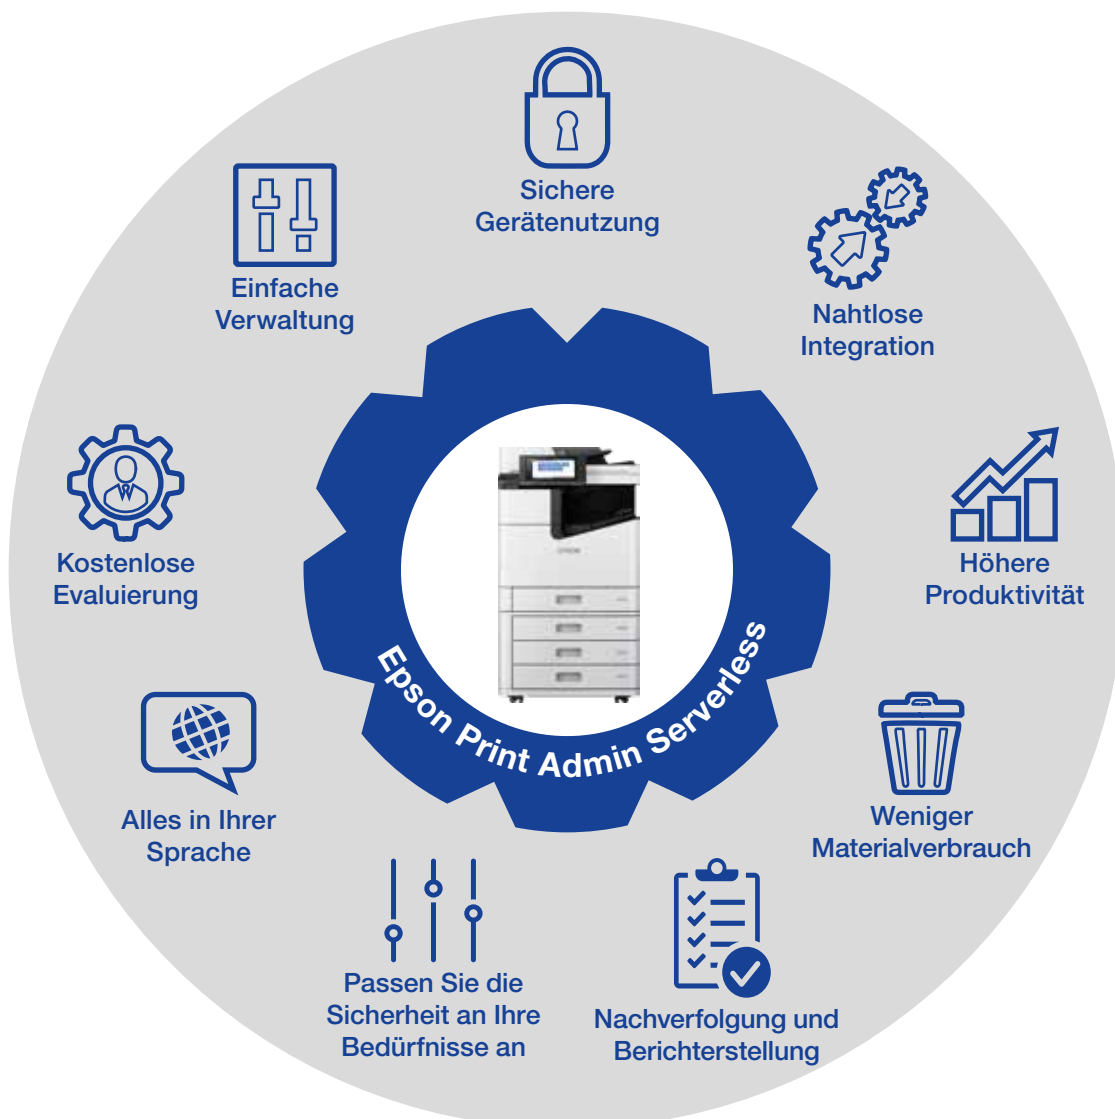 Sichere
Gerätenutzung
Nahtlose
Integration
Höhere
Produktivität
Weniger
Materialverbrauch
Nachverfolgung und
Berichterstellung
Passen Sie die
Sicherheit an Ihre
Bedürfnisse an
Alles in Ihrer
Sprache
Kostenlose
Evaluierung
Einfache
Verwaltung
EPSON
Epson Print Admin Serverless